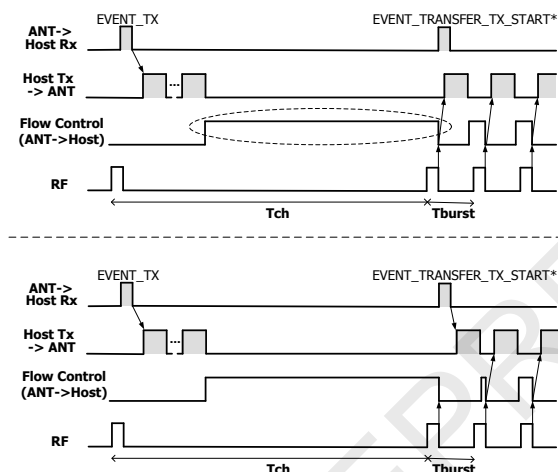 EVENT_TX EVENT_TRANSFER_TX_START*
ANT->
Host Rx
Host Tx
-> ANT
...
Flow Control
(ANT->Host)
RF
Tch Tburst
EVENT_TX EVENT_TRANSFER_TX_START*
ANT->
Host Rx
Host Tx
-> ANT
...
Flow Control
(ANT->Host)
RF
Tch Tburst